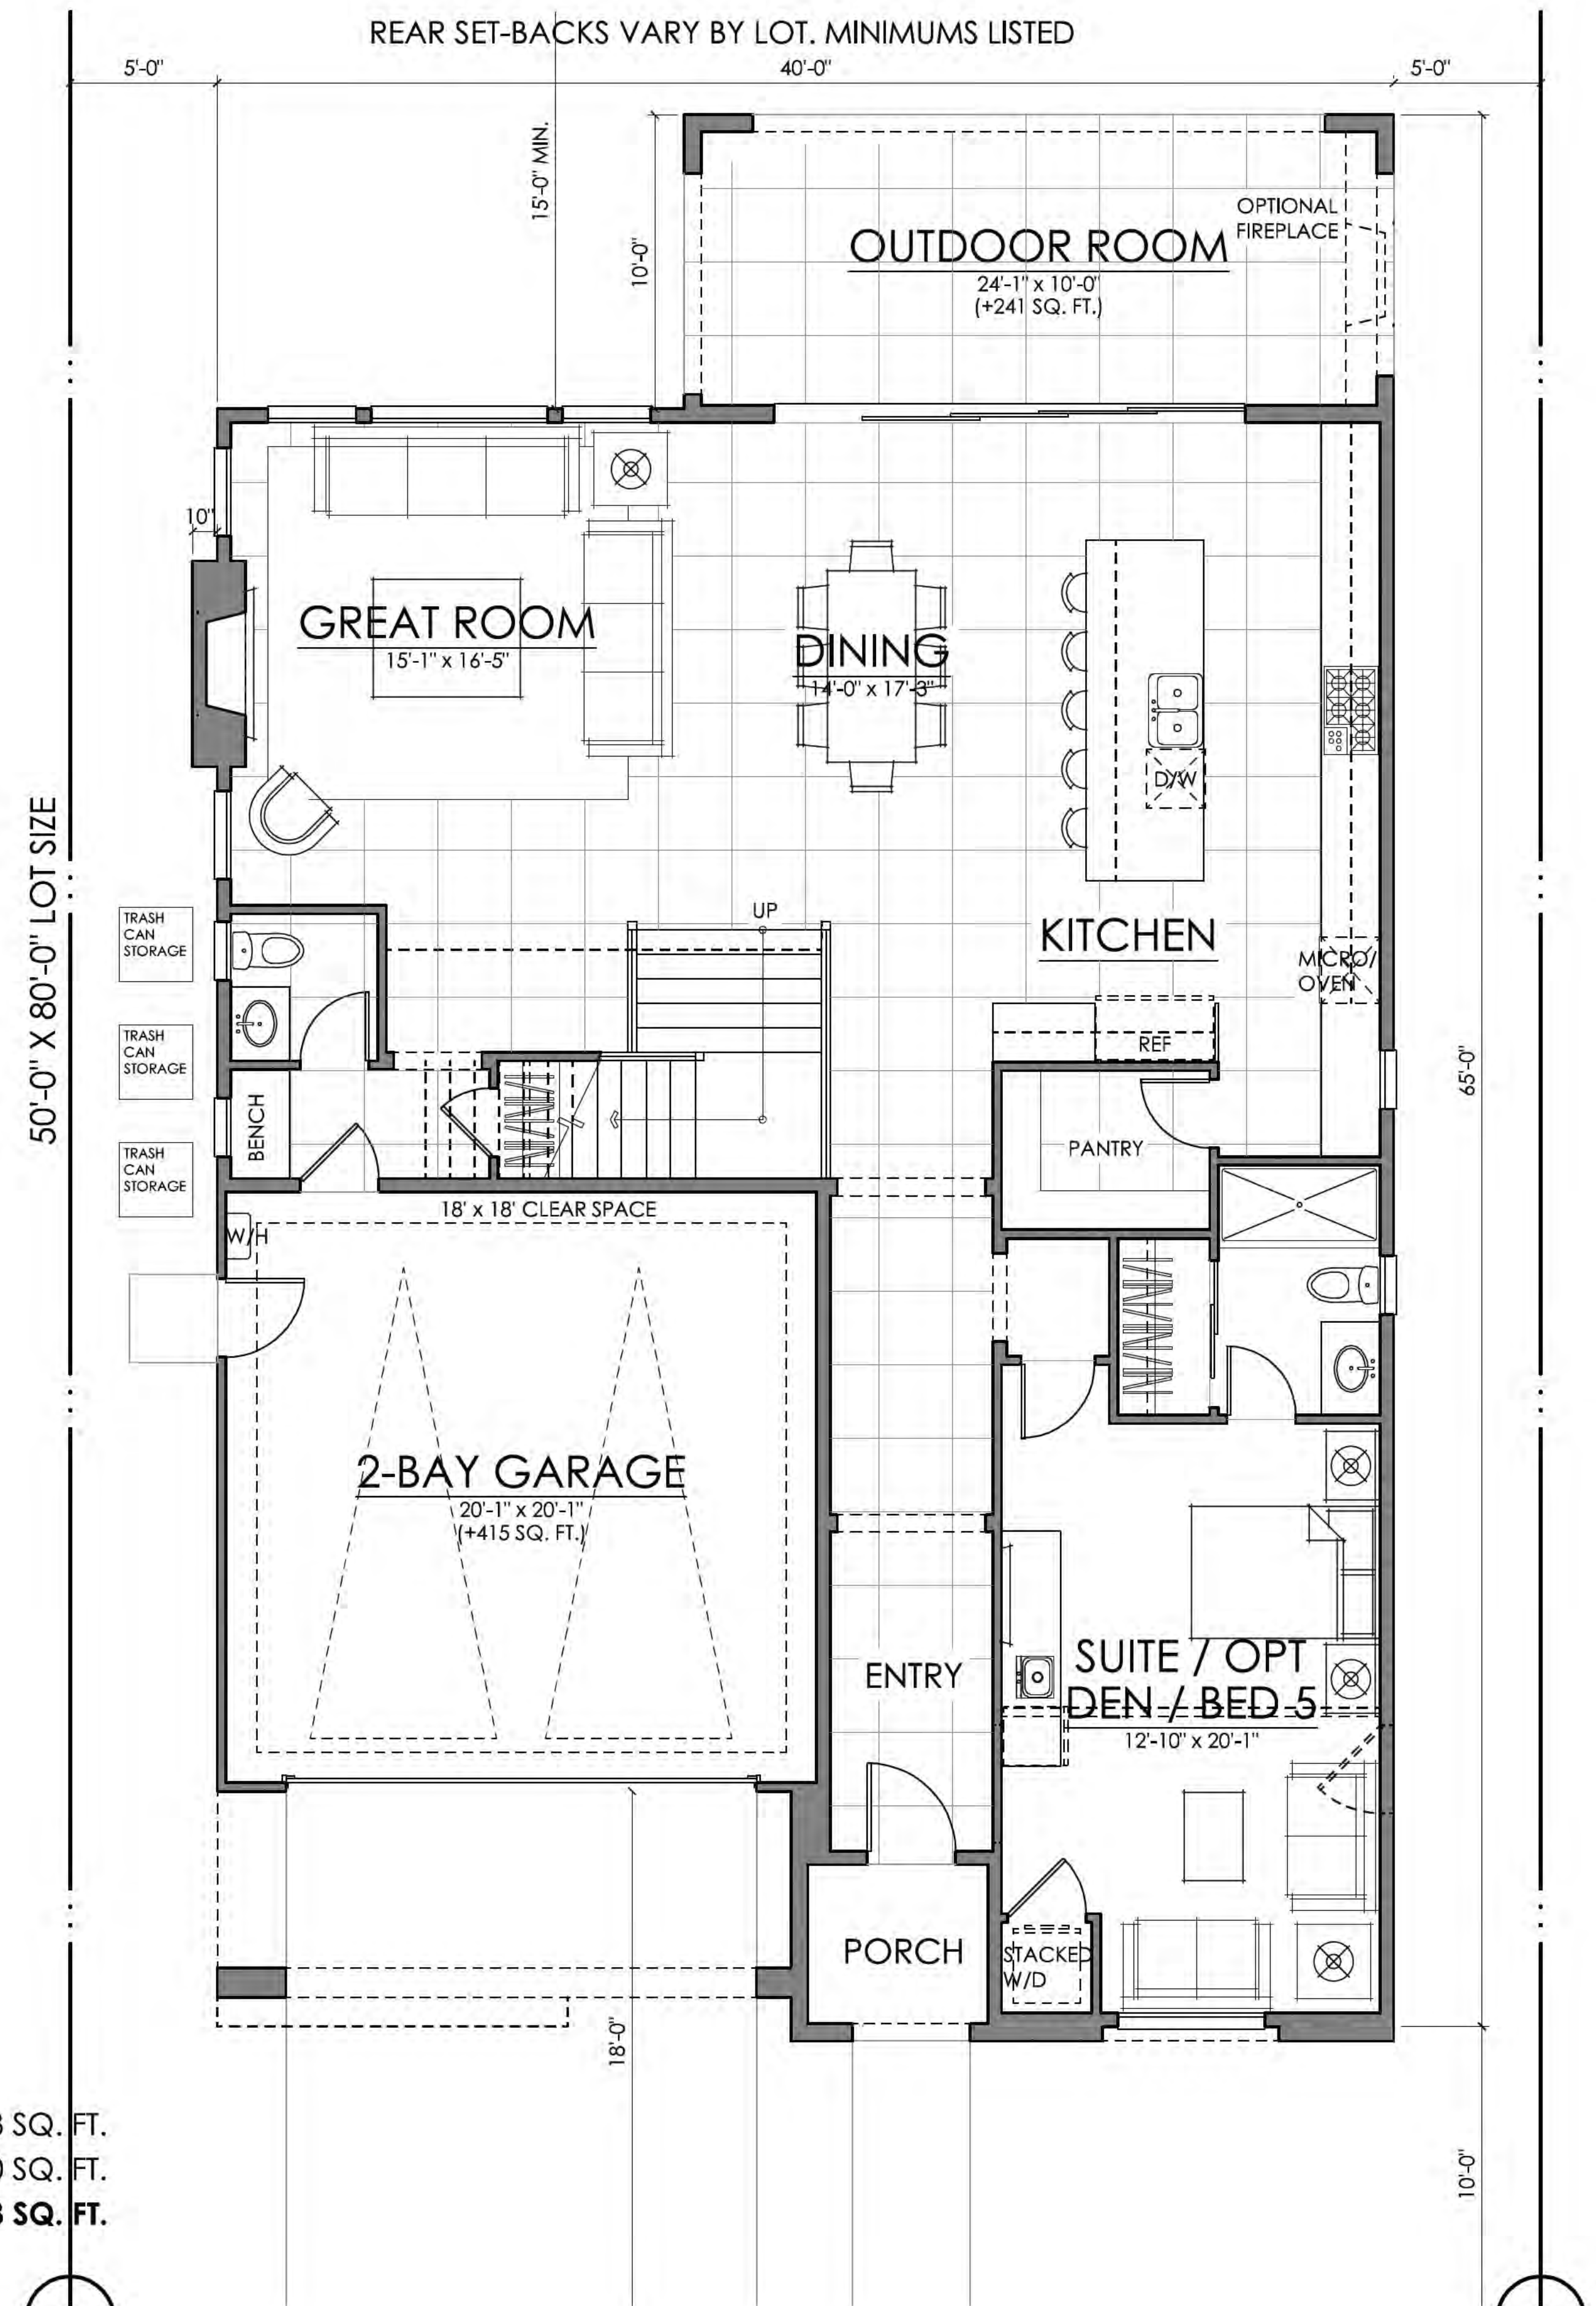 REAR SET-BACKS VARY BY LOT. MINIMUMS LISTED
5'-0"
40'-0"
5'-0"
15'-0" MIN.
10'-0"
OPTIONAL
FIREPLACE
OUTDOOR ROOM
24'-1" x 10'-0"
(+241 SQ. FT.)
10"
GREAT ROOM
15'-1" x 16'-5"
DINING
14'-0" x 17'-3"
D/W
50'-0" X 80'-0" LOT SIZE
TRASH
CAN
STORAGE
UP
KITCHEN
MICRO/
OVEN
TRASH
CAN
STORAGE
REF
65'-0"
BENCH
PANTRY
TRASH
CAN
STORAGE
18' x 18' CLEAR SPACE
W/H
2-BAY GARAGE
20'-1" x 20'-1"
(+415 SQ. FT.)
ENTRY
SUITE / OPT
DEN / BED 5
12'-10" x 20'-1"
PORCH
STACKED
W/D
18'-0"
SQ. FT.
SQ. FT.
SQ. FT.
10'-0"